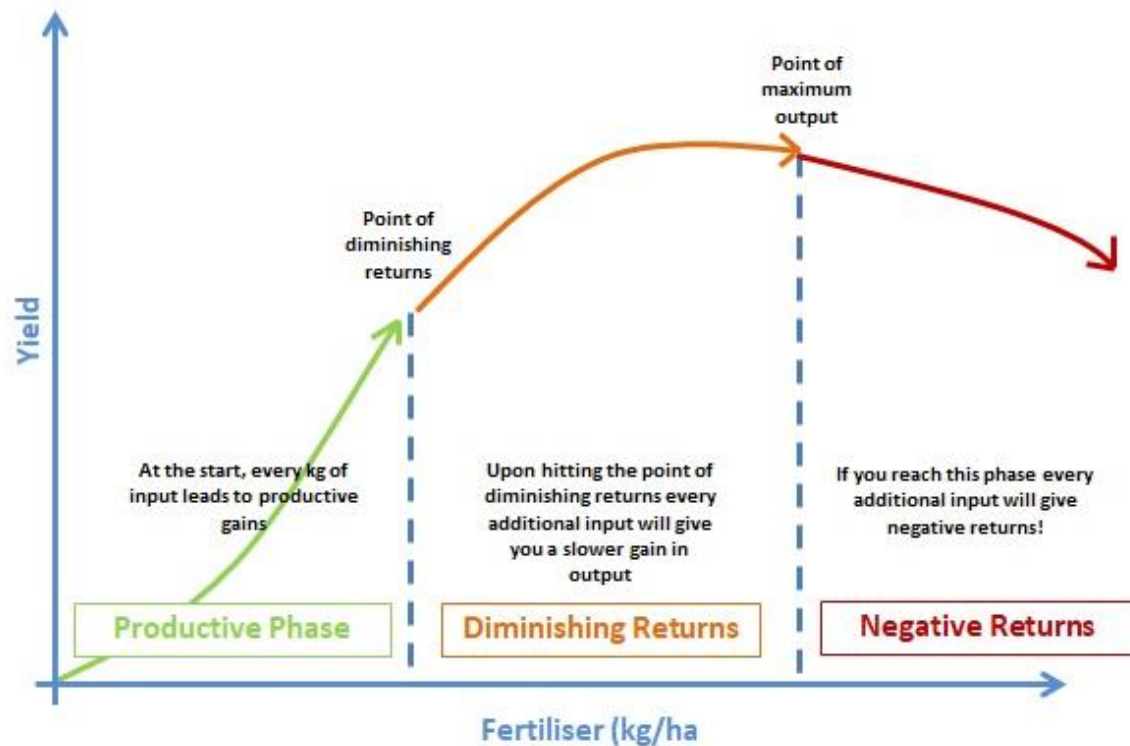 Point of
maximum
output
Point of
diminishing
returns
Yield
At the start, every kg of
input leads to productive
gains
Upon hitting the point of
diminishing returns every
additional input will give
you a slower gain in
output
If you reach this phase every
additional input will give
negative returns!
Productive Phase
Diminishing Returns
Negative Returns
Fertiliser (kg/ha